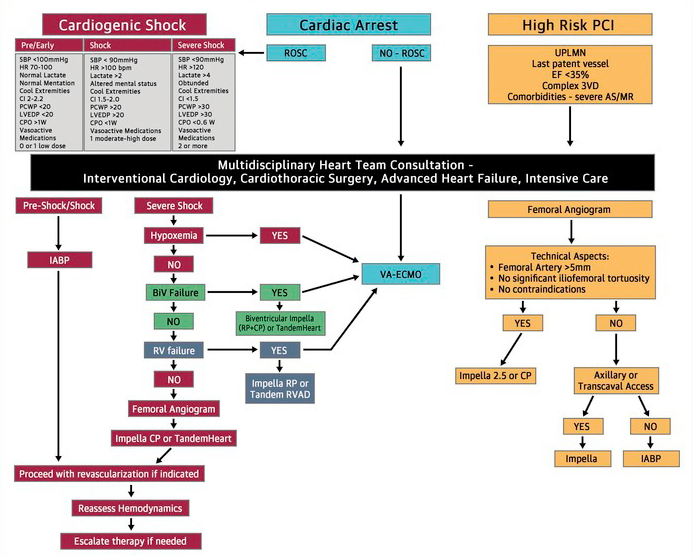 Cardiogenic Shock
Pre/Early
SBP <100mmHg
HR 70-100
Normal Lactate
Normal Mentation
Cool Extremities
CI 2-2.2
PCWP <20
LVEDP <20
CPO >1W
Vasoactive
Medications
0 or 1 low dose
Shock
SBP < 90mmHg
HR >100 bpm
Lactate >2
Altered mental status
Cool Extremities
CI 1.5-2.0
PCWP >20
LVEDP >20
CPO <1W
Vasoactive Medications
1 moderate-high dose
Severe Shock
SBP <90mmHg
HR >120
Lactate >4
Obtunded
Cool Extremities
CI <1.5
PCWP >30
LVEDP >30
CPO <0.6 W
Vasoactive
Medications
2 or more
Cardiac Arrest
ROSC
NO - ROSC
High Risk PCI
UPLMN
Last patent vessel
EF <35%
Complex 3VD
Comorbidities - severe AS/MR
Multidisciplinary Heart Team Consultation -
Interventional Cardiology, Cardiothoracic Surgery, Advanced Heart Failure, Intensive Care
Pre-Shock/Shock
IABP
Severe Shock
Hypoxemia
YES
NO
BiV Failure
YES
Biventricular Impella
(RP+CP) or TandemHeart
NO
RV failure
YES
Impella RP or
Tandem RVAD
NO
VA-ECMO
Femoral Angiogram
Impella CP or TandemHeart
Proceed with revascularization if indicated
Reassess Hemodynamics
Escalate therapy if needed
Femoral Angiogram
Technical Aspects:
• Femoral Artery >5mm
• No significant iliofemoral tortuosity
• No contraindications
YES
NO
Impella 2.5 or CP
Axillary or
Transcaval Access
YES
NO
Impella
IABP